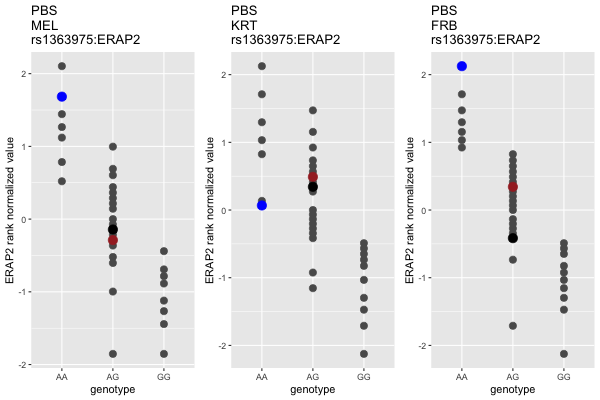 PBS
MEL
rs1363975:ERAP2
ERAP2 rank normalized value
2
1
0
-1
-2
AA
AG
GG
genotype
PBS
KRT
rs1363975:ERAP2
ERAP2 rank normalized value
2
1
0
-1
-2
AA
AG
GG
genotype
PBS
FRB
rs1363975:ERAP2
ERAP2 rank normalized value
2
1
0
-1
-2
AA
AG
GG
genotype